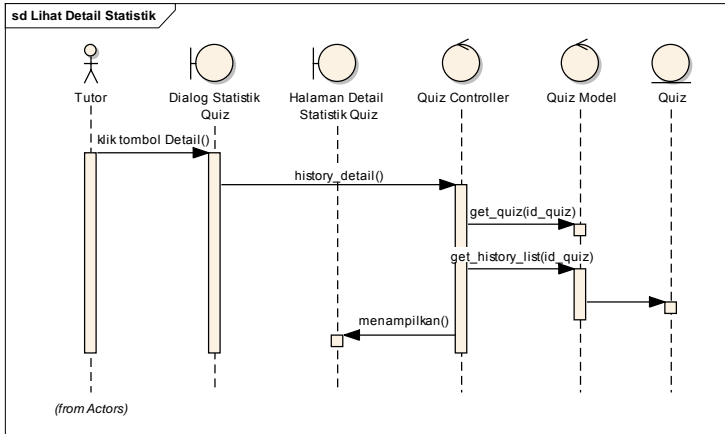 sd Lihat Detail Statistik
Tutor
Dialog Statistik
Quiz
Halaman Detail
Statistik Quiz
Quiz Controller
Quiz Model
Quiz
klik tombol Detail()
history_detail()
get_quiz(id_quiz)
get_history_list(id_quiz)
menampilkan()
(from Actors)